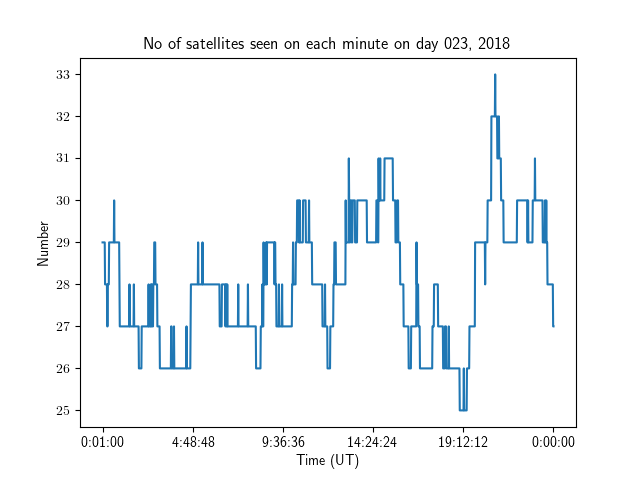 No of satellites seen on each minute on day 023, 2018
33
32
31
30
29
28
27
26
25
Number
0:01:00 4:48:48 9:36:36 14:24:24 19:12:12 0:00:00
Time (UT)